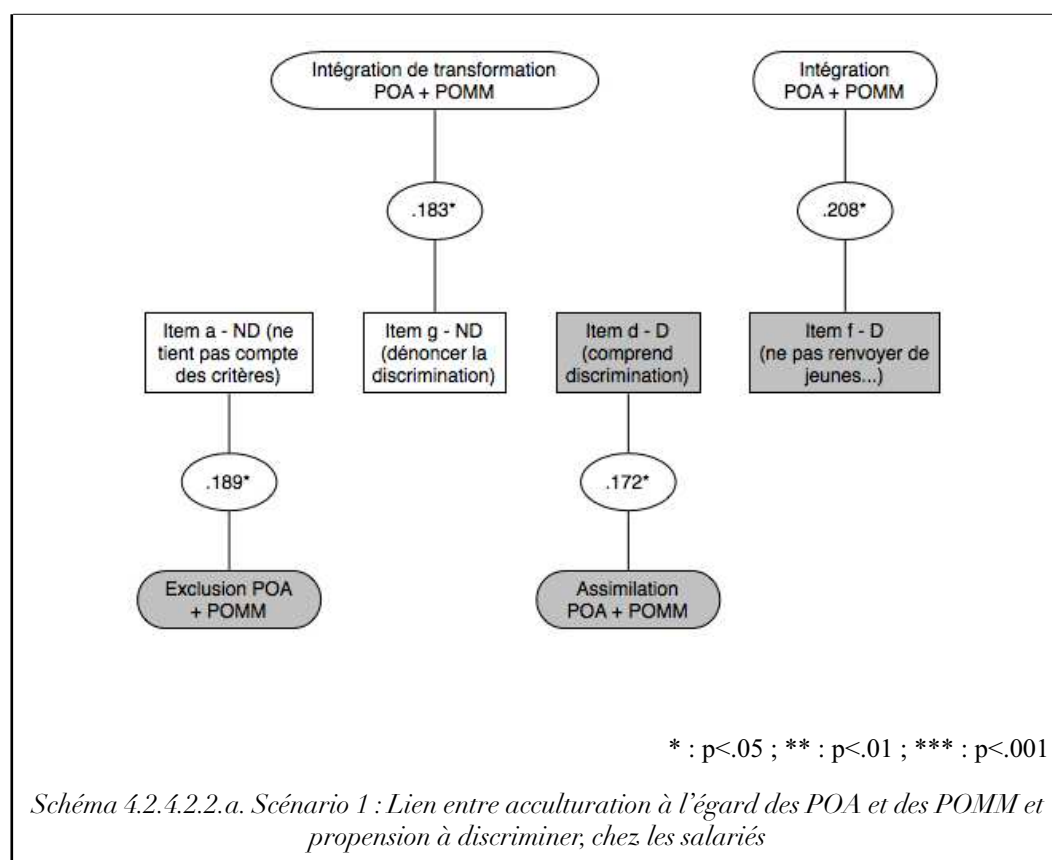 Intégration de transformation
POA + POMM
Intégration
POA + POMM
.183*
.208*
Item a - ND (ne
tient pas compte
des critères)
Item g - ND
(dénoncer la
discrimination)
Item d - D
(comprend
discrimination)
Item f - D
(ne pas renvoyer de
jeunes...)
.189*
.172*
Exclusion POA
+ POMM
Assimilation
POA + POMM
* : p<.05 ; ** : p<.01 ; *** : p<.001
Schéma 4.2.4.2.2.a. Scénario 1 : Lien entre acculturation à l'égard des POA et des POMM et
propension à discriminer, chez les salariés